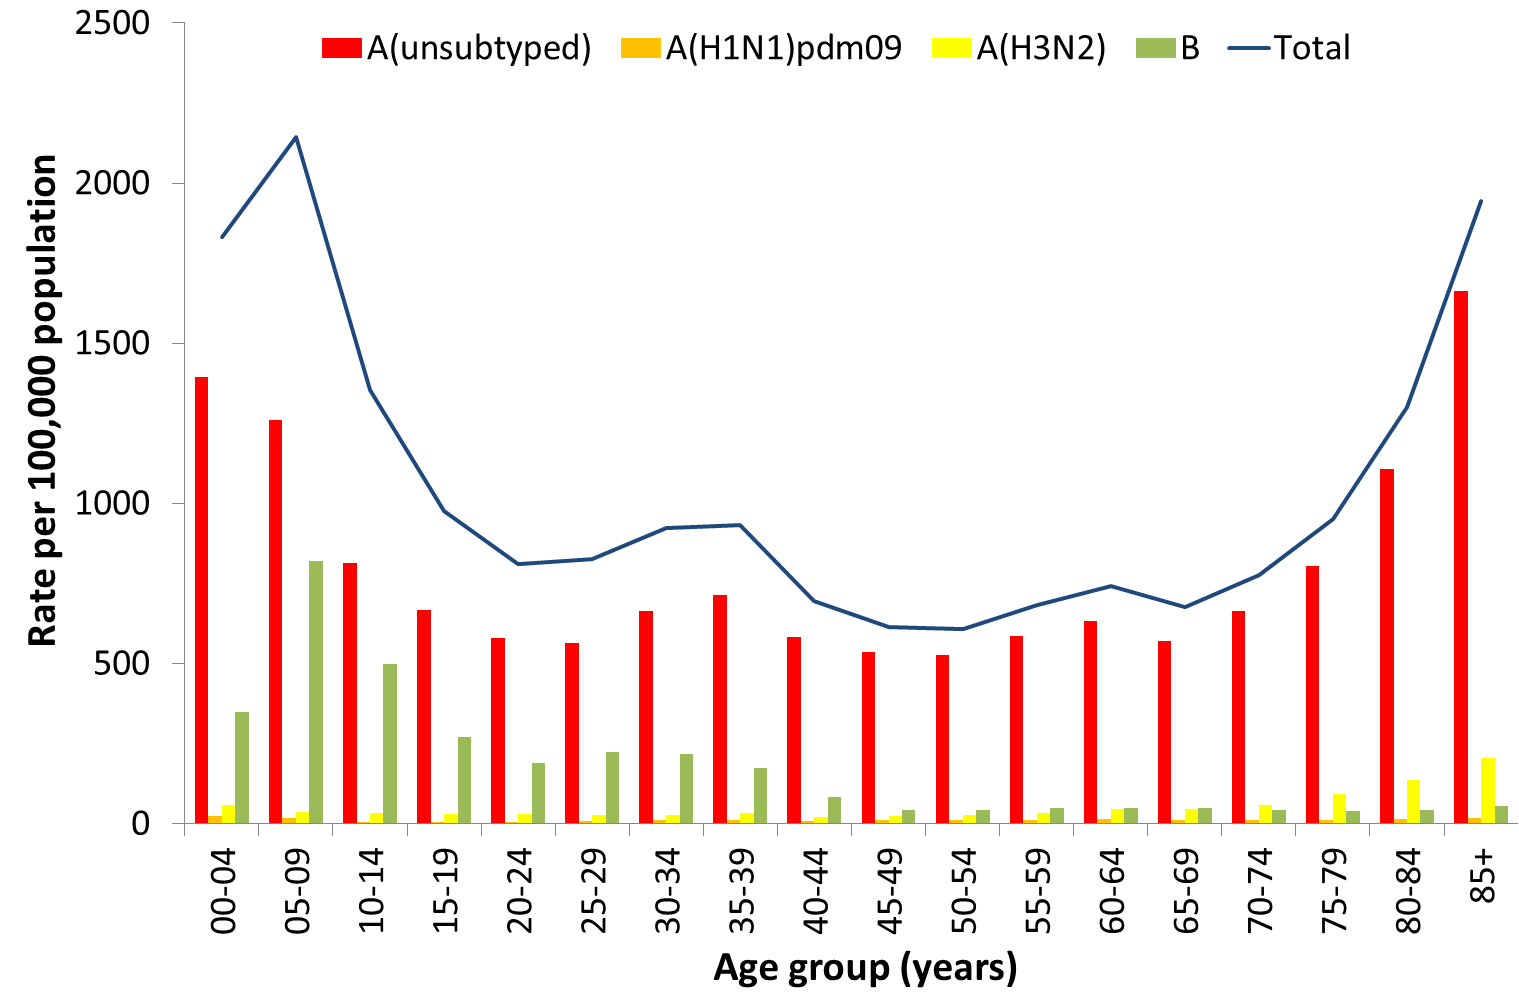 2500
A(unsubtyped) A(H1N1)pdm09 A(H3N2) B Total
2000
1500
1000
500
0
Rate per 100,000 population
00-04 05-09 10-14 15-19 20-24 25-29 30-34 35-39 40-44 45-49 50-54 55-59 60-64 65-69 70-74 75-79 80-84 85+
Age group (years)